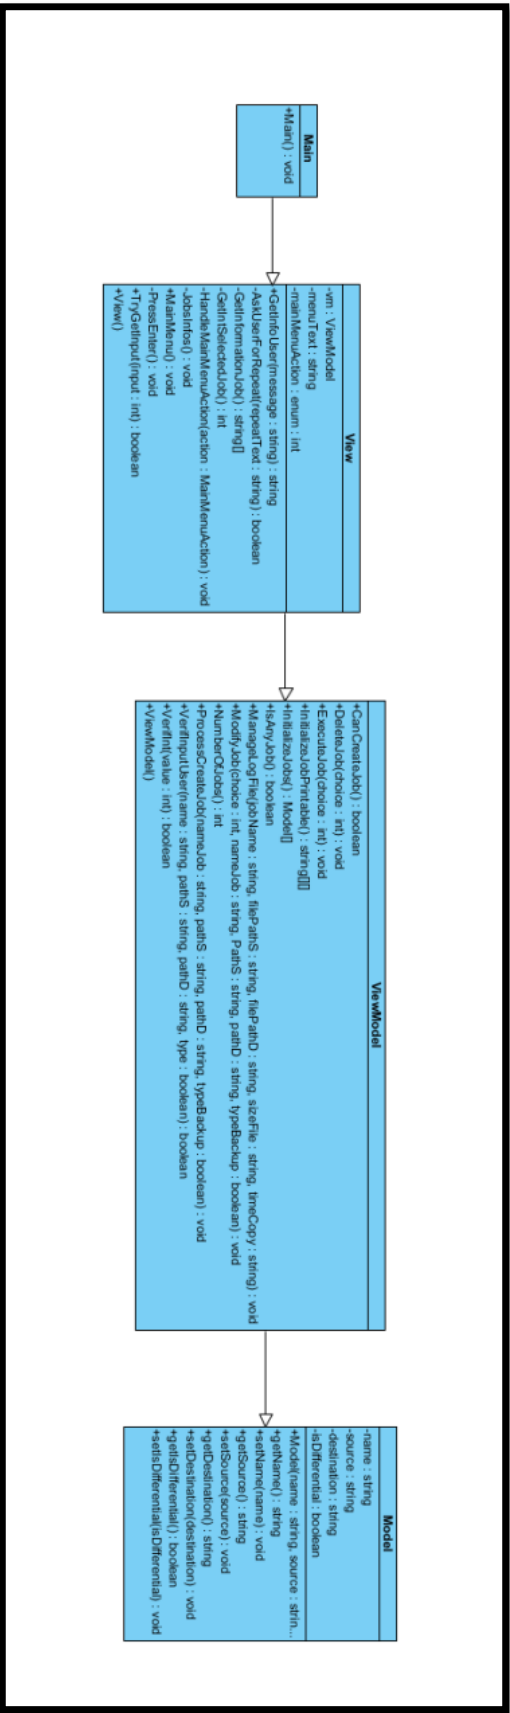 Main
+Main() : void
View
-vm : ViewModel
-menuText : string
-mainMenuAction : enum : int
+GetInfoUser(message : string) : string
-AskUserForRepeat(repeatText : string) : boolean
-GetInformationJob() : string[]
-GetIntSelectedJob() : int
-HandleMainMenuAction(action : MainMenuAction) : void
-JobsInfos() : void
+MainMenu() : void
-PressEnter() : void
+TryGetInput(input : int) : boolean
+View()
ViewModel
+CanCreateJob() : boolean
+DeleteJob(choice : int) : void
+ExecuteJob(choice : int) : void
+InitializeJobPrintable() : string[][]
+InitializeJobs() : Model[]
+IsAnyJob() : boolean
+ManageLogFile(jobName : string, filePathS : string, filePathD : string, sizeFile : string, timeCopy : string) : void
+ModifyJob(choice : int, nameJob : string, PathS : string, pathD : string, typeBackup : boolean) : void
+NumberOfJobs() : int
+ProcessCreateJob(nameJob : string, pathS : string, pathD : string, typeBackup : boolean) : void
+VerifInputUser(name : string, pathS : string, pathD : string, type : boolean) : boolean
+VerifInt(value : int) : boolean
+ViewModel()
Model
-name : string
-source : string
-destination : string
-isDifferential : boolean
+Model(name : string, source : strin...
+getName() : string
+setName(name) : void
+getSource() : string
+setSource(source) : void
+getDestination() : string
+setDestination(destination) : void
+getIsDifferential() : boolean
+setIsDifferential(isDifferential) : void